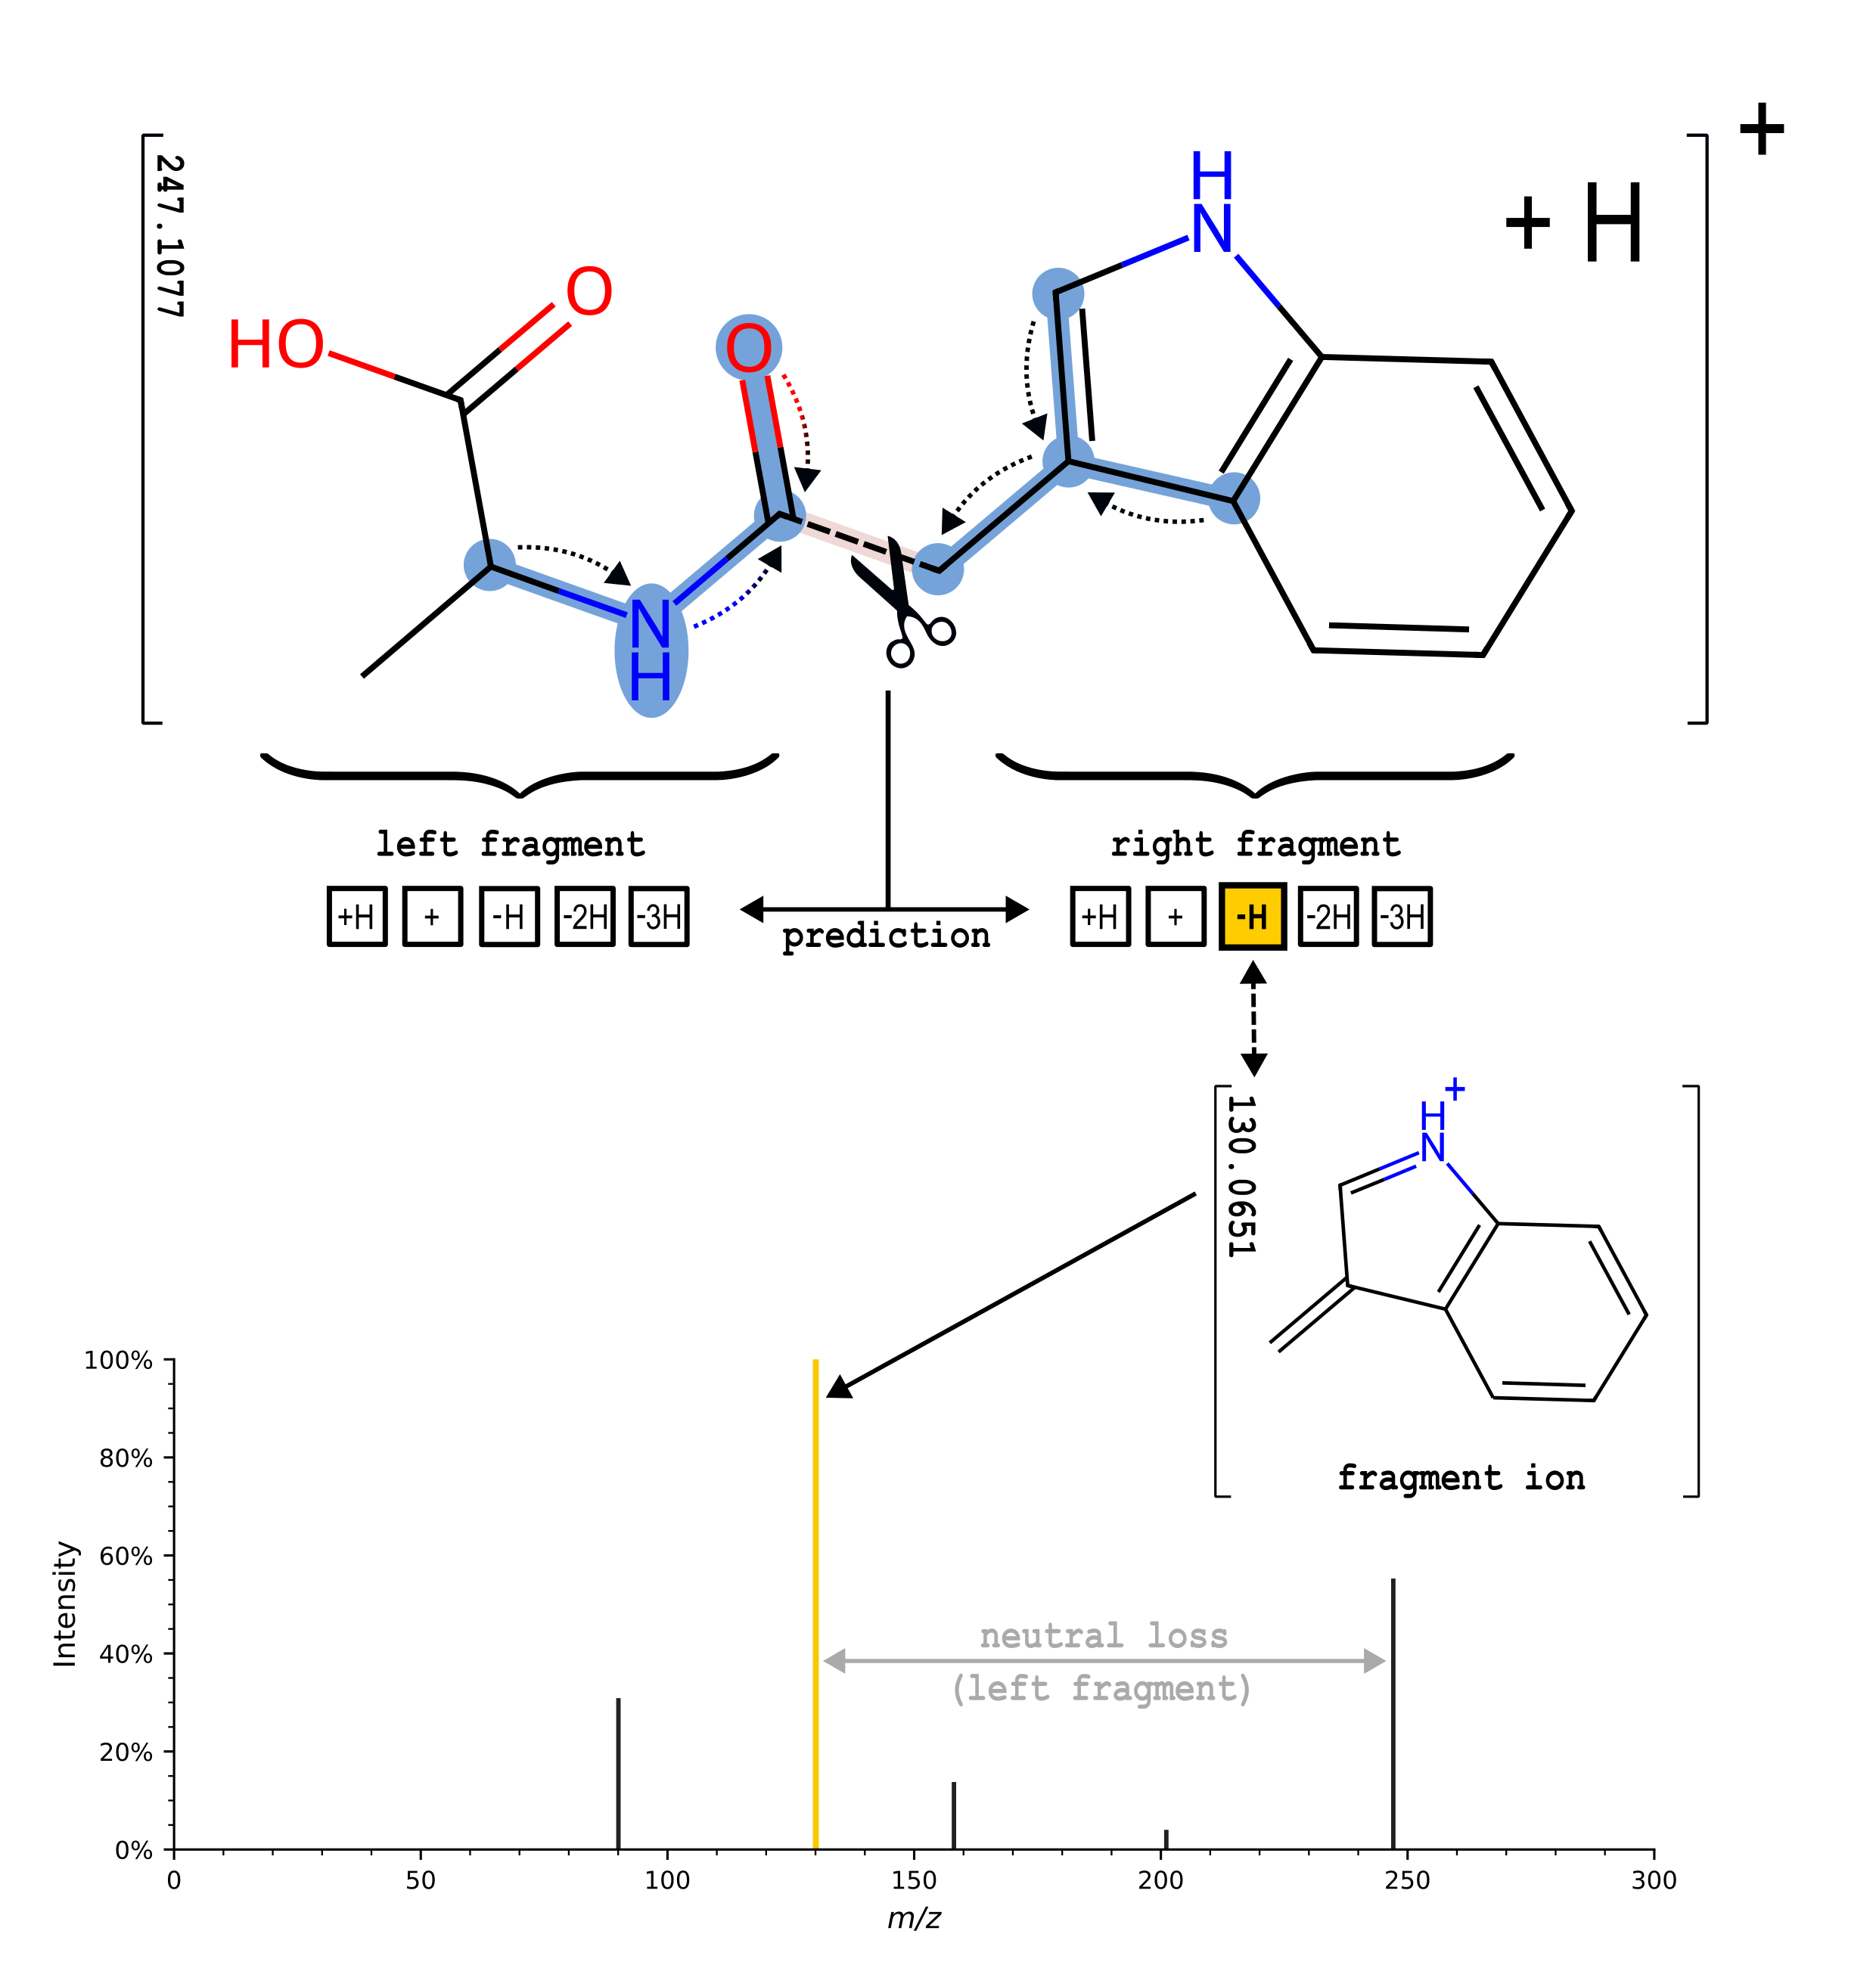 +
+ H
247.1077
H
N
O
HO
O
N
H
left fragment
right fragment
+H + -H -2H -3H
prediction
+H + -H -2H -3H
130.0651
+
H
N
fragment ion
100%
80%
60%
40%
20%
0%
Intensity
neutral loss
(left fragment)
0 50 100 150 200 250 300
m/z